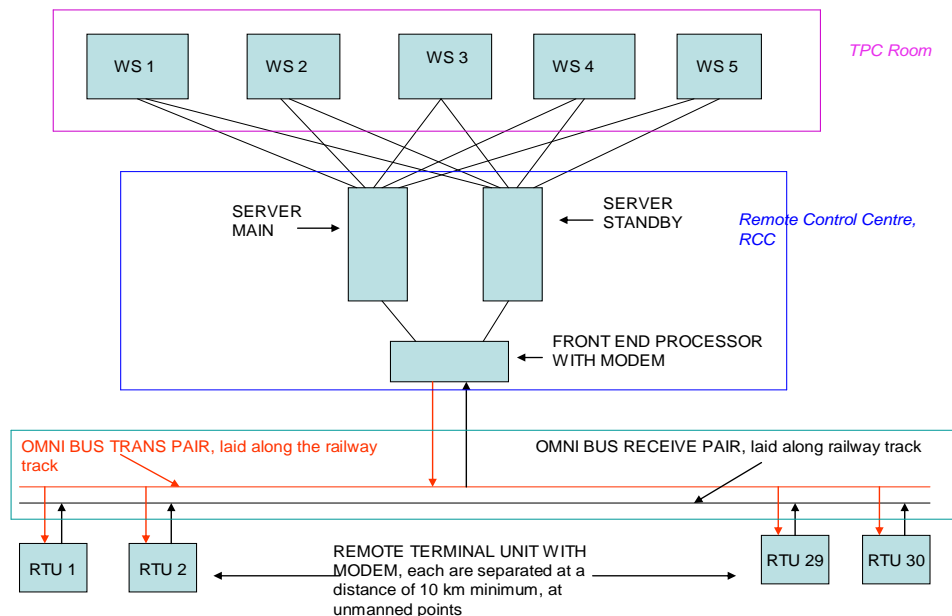 TPC Room
WS 1
WS 2
WS 3
WS 4
WS 5
SERVER
MAIN
SERVER
STANDBY
Remote Control Centre,
RCC
FRONT END PROCESSOR
WITH MODEM
OMNI BUS TRANS PAIR, laid along the railway
track
OMNI BUS RECEIVE PAIR, laid along railway track
RTU 1
RTU 2
REMOTE TERMINAL UNIT WITH
MODEM, each are separated at a
distance of 10 km minimum, at
unmanned points
RTU 29
RTU 30